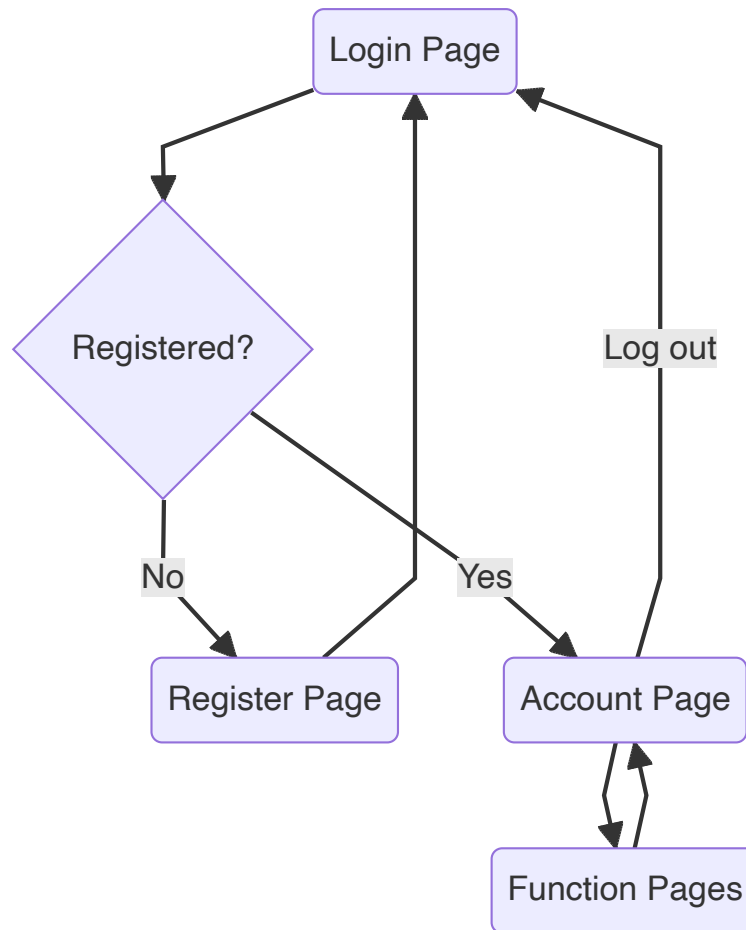 Login Page
Registered?
Log out
No
Yes
Register Page
Account Page
Function Pages